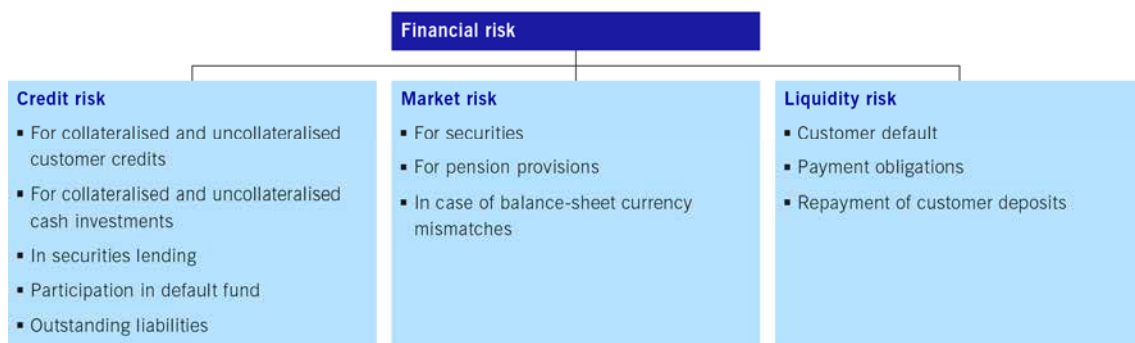 Financial risk
Credit risk
▪ For collateralised and uncollateralised
customer credits
▪ For collateralised and uncollateralised
cash investments
▪ In securities lending
▪ Participation in default fund
▪ Outstanding liabilities
Market risk
▪ For securities
▪ For pension provisions
▪ In case of balance-sheet currency
mismatches
Liquidity risk
▪ Customer default
▪ Payment obligations
▪ Repayment of customer deposits